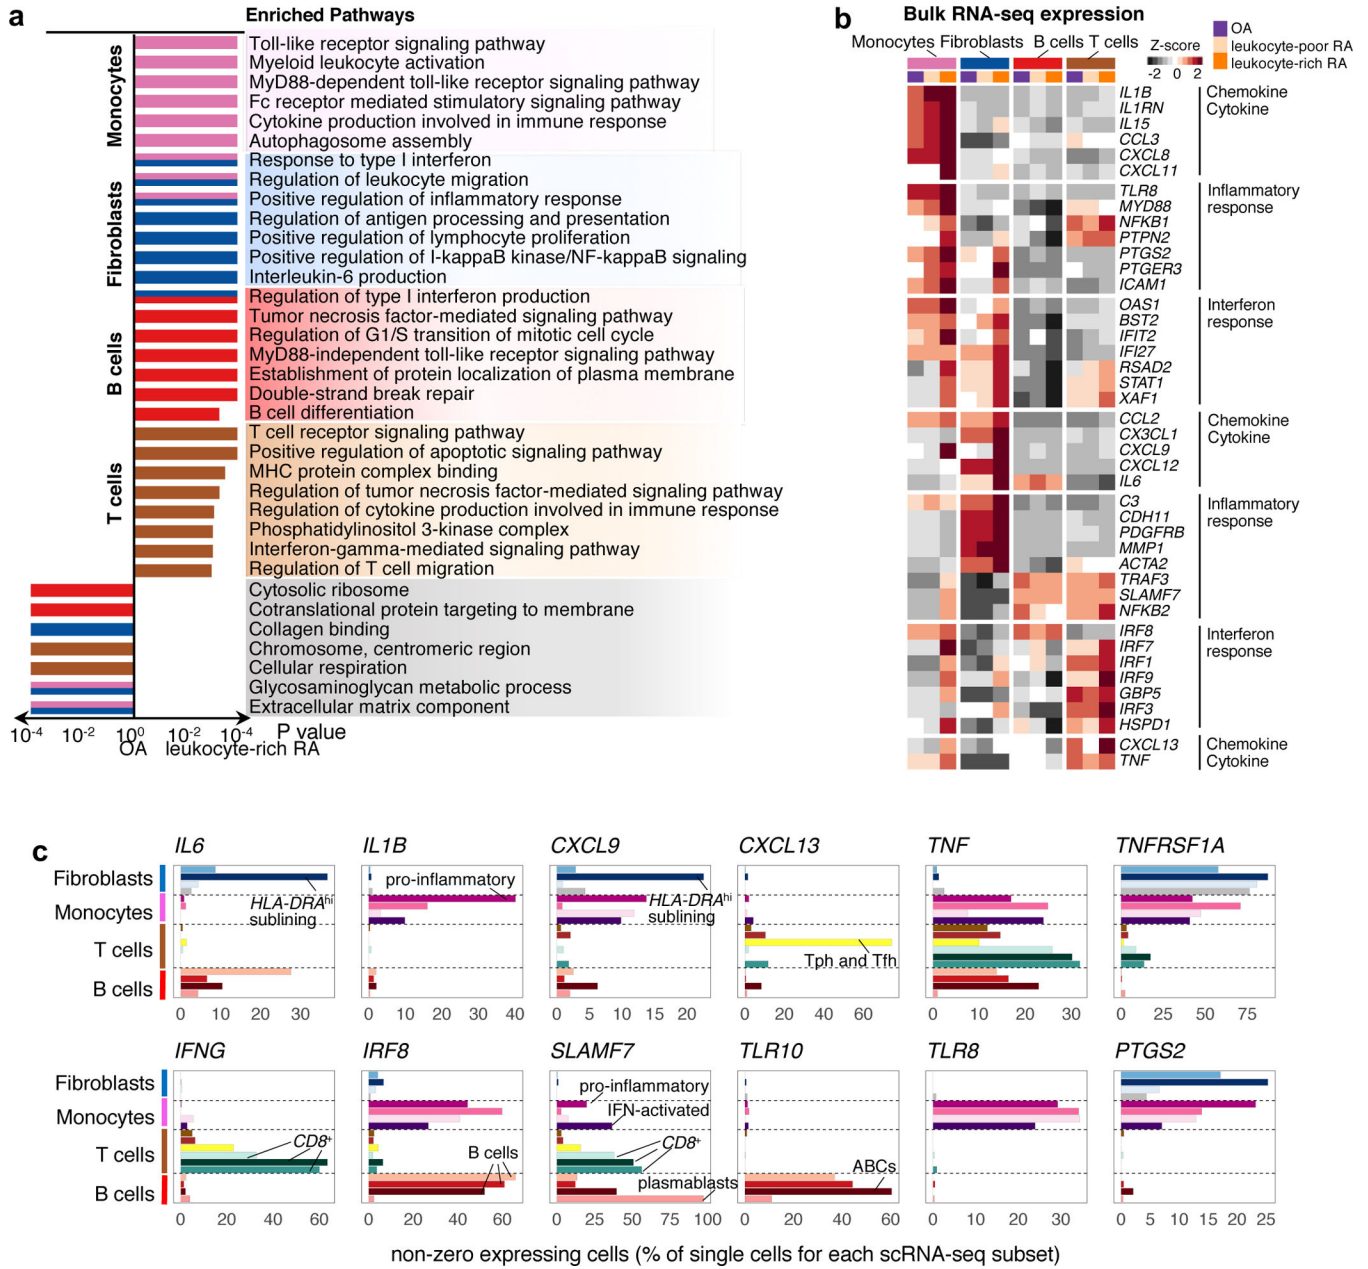 a
Enriched Pathways
Monocytes
Toll-like receptor signaling pathway
Myeloid leukocyte activation
MyD88-dependent toll-like receptor signaling pathway
Fc receptor mediated stimulatory signaling pathway
Cytokine production involved in immune response
Autophagosome assembly
Fibroblasts
Response to type I interferon
Regulation of leukocyte migration
Positive regulation of inflammatory response
Regulation of antigen processing and presentation
Positive regulation of lymphocyte proliferation
Positive regulation of I-kappaB kinase/NF-kappaB signaling
Interleukin-6 production
B cells
Regulation of type I interferon production
Tumor necrosis factor-mediated signaling pathway
Regulation of G1/S transition of mitotic cell cycle
MyD88-independent toll-like receptor signaling pathway
Establishment of protein localization of plasma membrane
Double-strand break repair
B cell differentiation
T cells
T cell receptor signaling pathway
Positive regulation of apoptotic signaling pathway
MHC protein complex binding
Regulation of tumor necrosis factor-mediated signaling pathway
Regulation of cytokine production involved in immune response
Phosphatidylinositol 3-kinase complex
Interferon-gamma-mediated signaling pathway
Regulation of T cell migration
Cytosolic ribosome
Cotranslational protein targeting to membrane
Collagen binding
Chromosome, centromeric region
Cellular respiration
Glycosaminoglycan metabolic process
Extracellular matrix component
10⁻⁴ 10⁻² 10⁰ 10⁻² 10⁻⁴ P value
OA leukocyte-rich RA
b
Bulk RNA-seq expression
Monocytes Fibroblasts B cells T cells
Z-score
-2 0 2
OA
leukocyte-poor RA
leukocyte-rich RA
IL1B
IL1RN
IL15
CCL3
CXCL8
CXCL11
Chemokine
Cytokine
TLR8
MYD88
NFKB1
PTPN2
PTGS2
PTGER3
ICAM1
Inflammatory
response
OAS1
BST2
IFIT2
IFI27
RSAD2
STAT1
XAF1
Interferon
response
CCL2
CX3CL1
CXCL9
CXCL12
IL6
Chemokine
Cytokine
C3
CDH11
PDGFRB
MMP1
ACTA2
TRAF3
SLAMF7
NFKB2
Inflammatory
response
IRF8
IRF7
IRF1
IRF9
GBP5
IRF3
HSPD1
Interferon
response
CXCL13
TNF
Chemokine
Cytokine
c
IL6 IL1B CXCL9 CXCL13 TNF TNFRSF1A
Fibroblasts
Monocytes
T cells
B cells
HLA-DRAʰⁱ
sublining
pro-inflammatory
HLA-DRAʰⁱ
sublining
Tph and Tfh
0 10 20 30
0 10 20 30 40
0 5 10 15 20
0 20 40 60
0 10 20 30
0 25 50 75
IFNG IRF8 SLAMF7 TLR10 TLR8 PTGS2
Fibroblasts
Monocytes
T cells
B cells
CD8⁺
B cells
pro-inflammatory
IFN-activated
CD8⁺
plasmablasts
ABCs
0 20 40 60
0 20 40 60
0 25 50 75 100
0 20 40 60
0 10 20 30
0 5 10 15 20 25
non-zero expressing cells (% of single cells for each scRNA-seq subset)